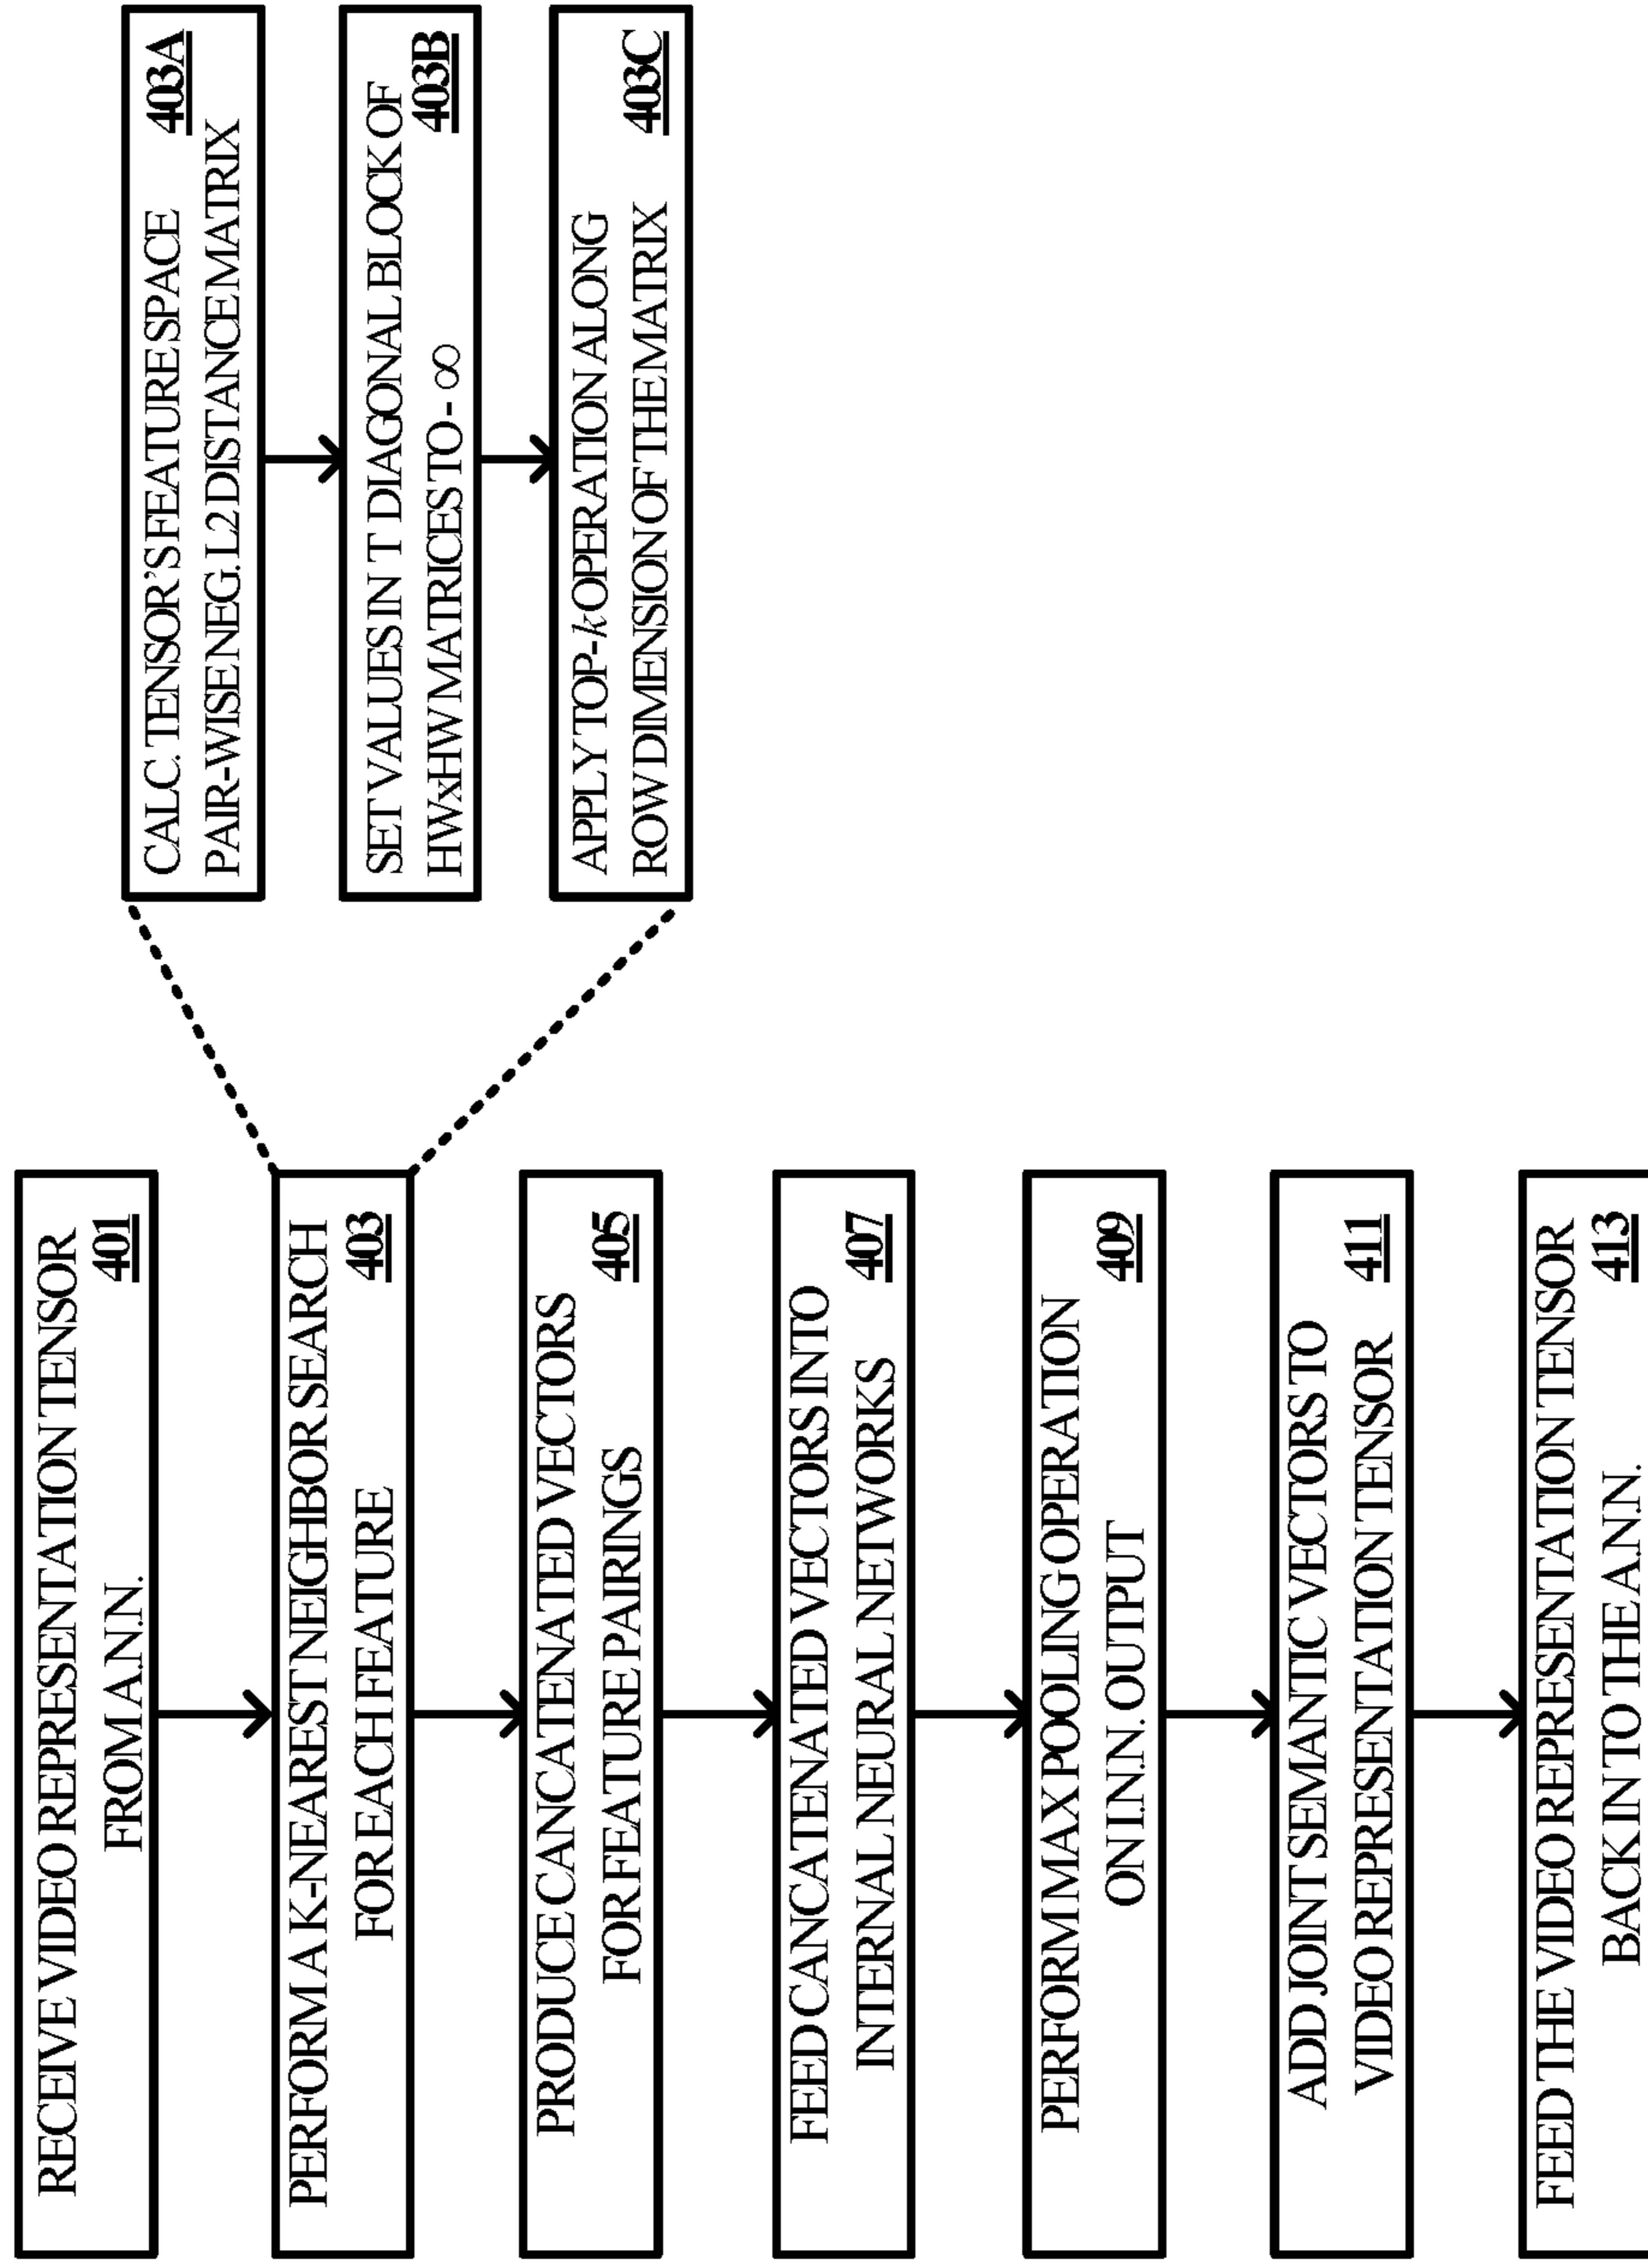 RECEIVE VIDEO REPRESENTATION TENSOR
FROM A.N.N.
401
PERFORM A K-NEAREST NEIGHBOR SEARCH
FOR EACH FEATURE
403
PRODUCE CANCATENATED VECTORS
FOR FEATURE PAIRINGS
405
FEED CANCATENATED VECTORS INTO
INTERNAL NEURAL NETWORKS
407
PERFORM MAX POOLING OPERATION
ON I.N.N. OUTPUT
409
ADD JOINT SEMANTIC VECTORS TO
VIDEO REPRESENTATION TENSOR
411
FEED THE VIDEO REPRESENTATION TENSOR
BACK INTO THE A.N.N.
413
CALC. TENSOR'S FEATURE SPACE
PAIR-WISE NEG. L2 DISTANCE MATRIX
403A
SET VALUES IN T DIAGONAL BLOCK OF
HWxHW MATRICES TO - ∞
403B
APPLY TOP-k OPERATION ALONG
ROW DIMENSION OF THE MATRIX
403C